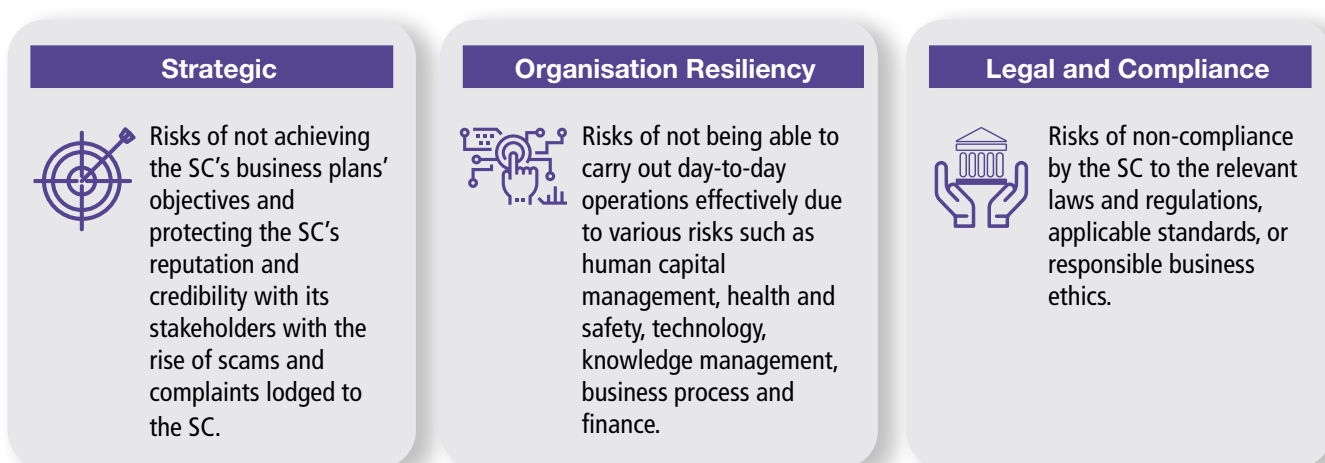 Strategic
Risks of not achieving
the SC's business plans'
objectives and
protecting the SC's
reputation and
credibility with its
stakeholders with the
rise of scams and
complaints lodged to
the SC.
Organisation Resiliency
Risks of not being able to
carry out day-to-day
operations effectively due
to various risks such as
human capital
management, health and
safety, technology,
knowledge management,
business process and
finance.
Legal and Compliance
Risks of non-compliance
by the SC to the relevant
laws and regulations,
applicable standards, or
responsible business
ethics.